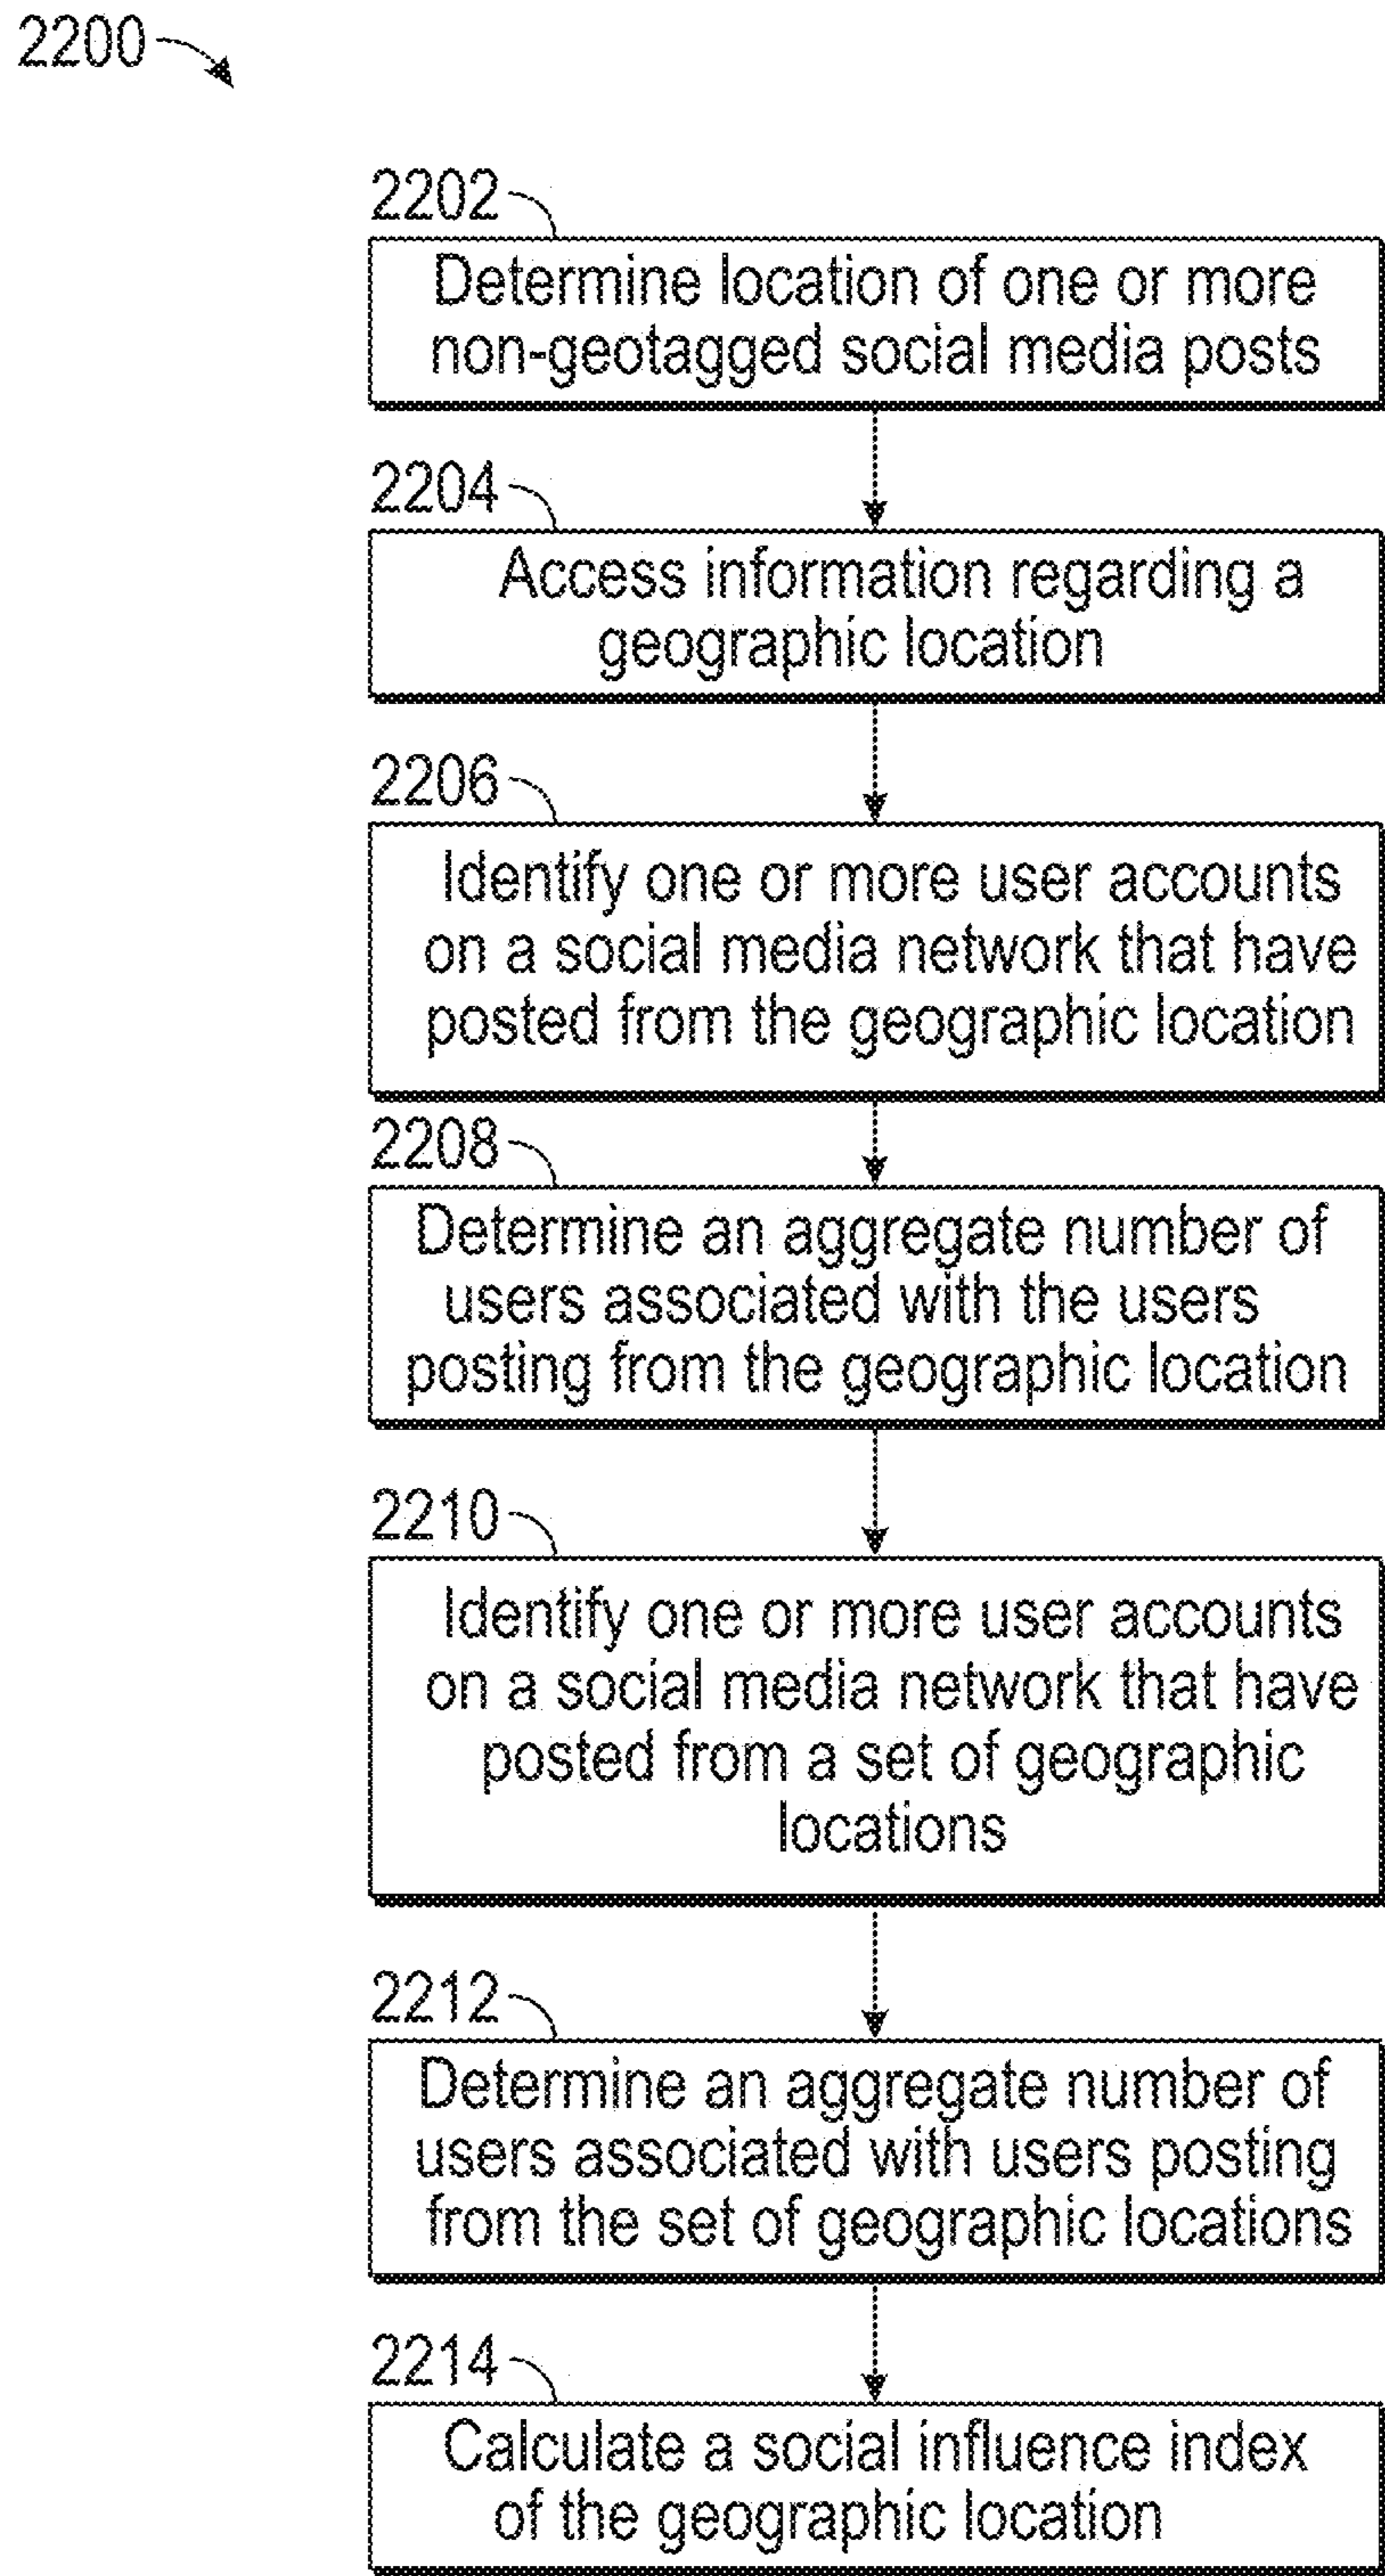 2200
2202
Determine location of one or more
non-geotagged social media posts
2204
Access information regarding a
geographic location
2206
Identify one or more user accounts
on a social media network that have
posted from the geographic location
2208
Determine an aggregate number of
users associated with the users
posting from the geographic location
2210
Identify one or more user accounts
on a social media network that have
posted from a set of geographic
locations
2212
Determine an aggregate number of
users associated with users posting
from the set of geographic locations
2214
Calculate a social influence index
of the geographic location